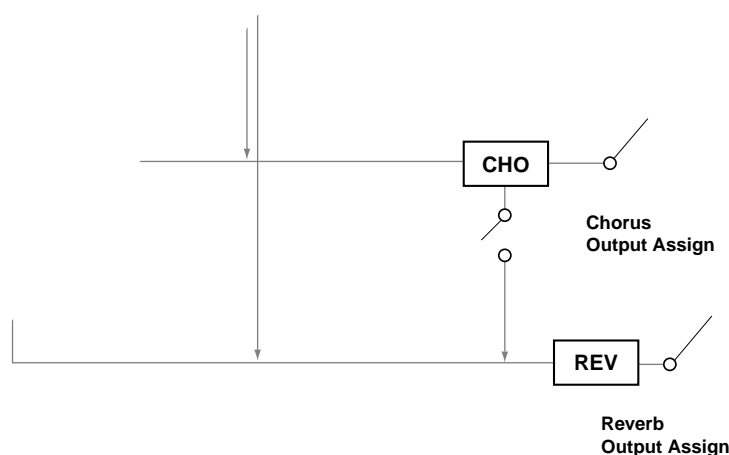 CHO
Chorus
Output Assign
REV
Reverb
Output Assign